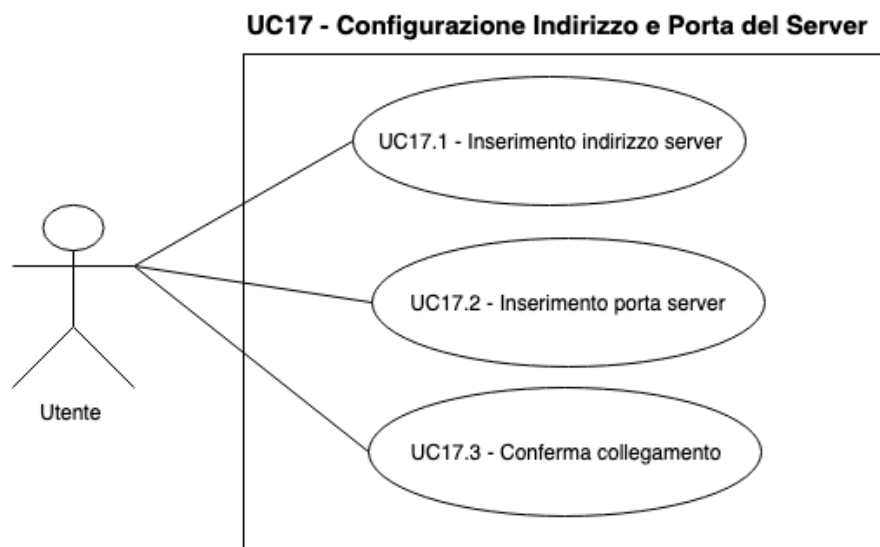 UC17 - Configurazione Indirizzo e Porta del Server
UC17.1 - Inserimento indirizzo server
UC17.2 - Inserimento porta server
UC17.3 - Conferma collegamento
Utente